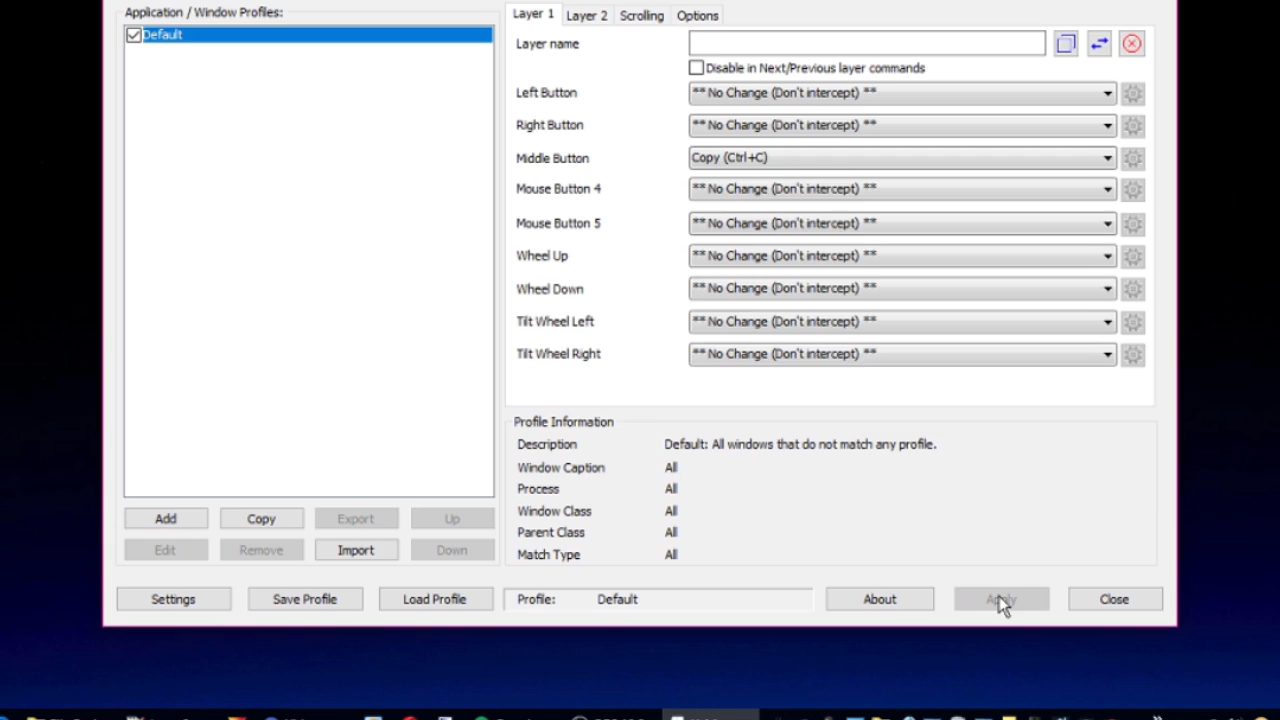 Application / Window Profiles:
Default
Layer 1 Layer 2 Scrolling Options
Layer name
Disable in Next/Previous layer commands
Left Button ** No Change (Don't intercept) **
Right Button ** No Change (Don't intercept) **
Middle Button Copy (Ctrl+C)
Mouse Button 4 ** No Change (Don't intercept) **
Mouse Button 5 ** No Change (Don't intercept) **
Wheel Up ** No Change (Don't intercept) **
Wheel Down ** No Change (Don't intercept) **
Tilt Wheel Left ** No Change (Don't intercept) **
Tilt Wheel Right ** No Change (Don't intercept) **
Profile Information
Description Default: All windows that do not match any profile.
Window Caption All
Process All
Window Class All
Parent Class All
Match Type All
Add Copy Export Up
Edit Remove Import Down
Settings Save Profile Load Profile Profile: Default About Apply Close